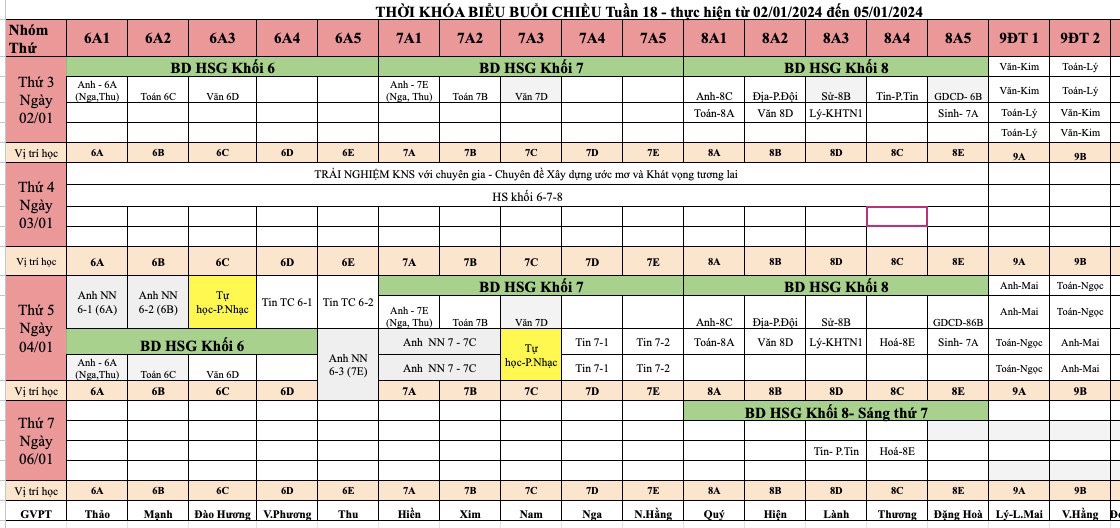 THỜI KHÓA BIỂU BUỔI CHIỀU Tuần 18 - thực hiện từ 02/01/2024 đến 05/01/2024
Nhóm Thứ 6A1 6A2 6A3 6A4 6A5 7A1 7A2 7A3 7A4 7A5 8A1 8A2 8A3 8A4 8A5 9ĐT 1 9ĐT 2
Thứ 3 Ngày 02/01
BD HSG Khối 6 BD HSG Khối 7 BD HSG Khối 8 Văn-Kim Toán-Lý
Anh - 6A (Nga,Thu) Toán 6C Văn 6D Anh - 7E (Nga, Thu) Toán 7B Văn 7D Anh-8C Địa-P.Đội Sử-8B Tin-P.Tin GDCD- 6B Văn-Kim Toán-Lý
Toán-8A Văn 8D Lý-KHTN1 Sinh- 7A Toán-Lý Văn-Kim
Toán-Lý Văn-Kim
Vị trí học 6A 6B 6C 6D 6E 7A 7B 7C 7D 7E 8A 8B 8D 8C 8E 9A 9B
Thứ 4 Ngày 03/01
TRẢI NGHIỆM KNS với chuyên gia - Chuyên đề Xây dựng ước mơ và Khát vọng tương lai
HS khối 6-7-8
Vị trí học 6A 6B 6C 6D 6E 7A 7B 7C 7D 7E 8A 8B 8D 8C 8E 9A 9B
Thứ 5 Ngày 04/01
Anh NN 6-1 (6A) Anh NN 6-2 (6B) Tự học-P.Nhạc Tin TC 6-1 Tin TC 6-2 BD HSG Khối 7 BD HSG Khối 8 Anh-Mai Toán-Ngọc
Anh - 7E (Nga, Thu) Toán 7B Văn 7D Anh-8C Địa-P.Đội Sử-8B GDCD-86B Anh-Mai Toán-Ngọc
BD HSG Khối 6 Anh NN 6-3 (7E) Anh NN 7 - 7C Tự học-P.Nhạc Tin 7-1 Tin 7-2 Toán-8A Văn 8D Lý-KHTN1 Hoá-8E Sinh- 7A Toán-Ngọc Anh-Mai
Anh - 6A (Nga,Thu) Toán 6C Văn 6D Anh NN 7 - 7C Tin 7-1 Tin 7-2 Toán-Ngọc Anh-Mai
Vị trí học 6A 6B 6C 6D 7A 7B 7C 7D 7E 8A 8B 8D 8C 8E 9A 9B
Thứ 7 Ngày 06/01
BD HSG Khối 8- Sáng thứ 7
Tin- P.Tin Hoá-8E
Vị trí học 6A 6B 6C 6D 6E 7A 7B 7C 7D 7E 8A 8B 8D 8C 8E 9A 9B
GVPT Thảo Mạnh Đào Hương V.Phương Thu Hiền Xim Nam Nga N.Hằng Quý Hiện Lành Thương Đặng Hoà Lý-L.Mai V.Hằng